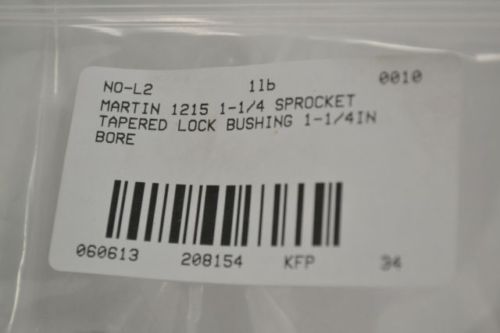 NO-L2 1lb 0010
MARTIN 1215 1-1/4 SPROCKET
TAPERED LOCK BUSHING 1-1/4IN
BORE
060613 208154 KFP 34